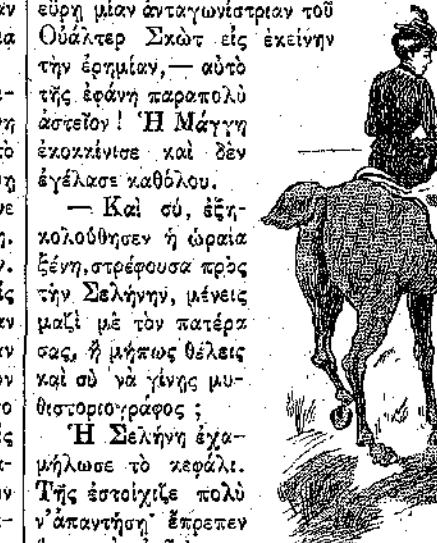 εὕρη μίαν ἀνταγωνίστριαν τοῦ
Οὐάλτερ Σκὼτ εἰς ἐκείνην
τὴν ἐρημίαν,— αὐτὸ
τῆς ἐφάνη παραπολὺ
ἀστεῖον! Ἡ Μάγγη
ἐκοκκίνισε καὶ δὲν
ἐγέλασε καθόλου.
— Καὶ σύ, ἐξη-
κολούθησεν ἡ ὡραία
ξένη, στρέφουσα πρὸς
τὴν Σελήνην, μένεις
μαζὶ μὲ τὸν πατέρα
σας, ἢ μήπως θέλεις
καὶ σὺ νὰ γίνῃς μυ-
θιστοριογράφος ;
Ἡ Σελήνη ἐχα-
μήλωσε τὸ κεφάλι.
Τῆς ἐστοίχιζε πολὺ
ν'ἀπαντήσῃ· ἔπρεπεν